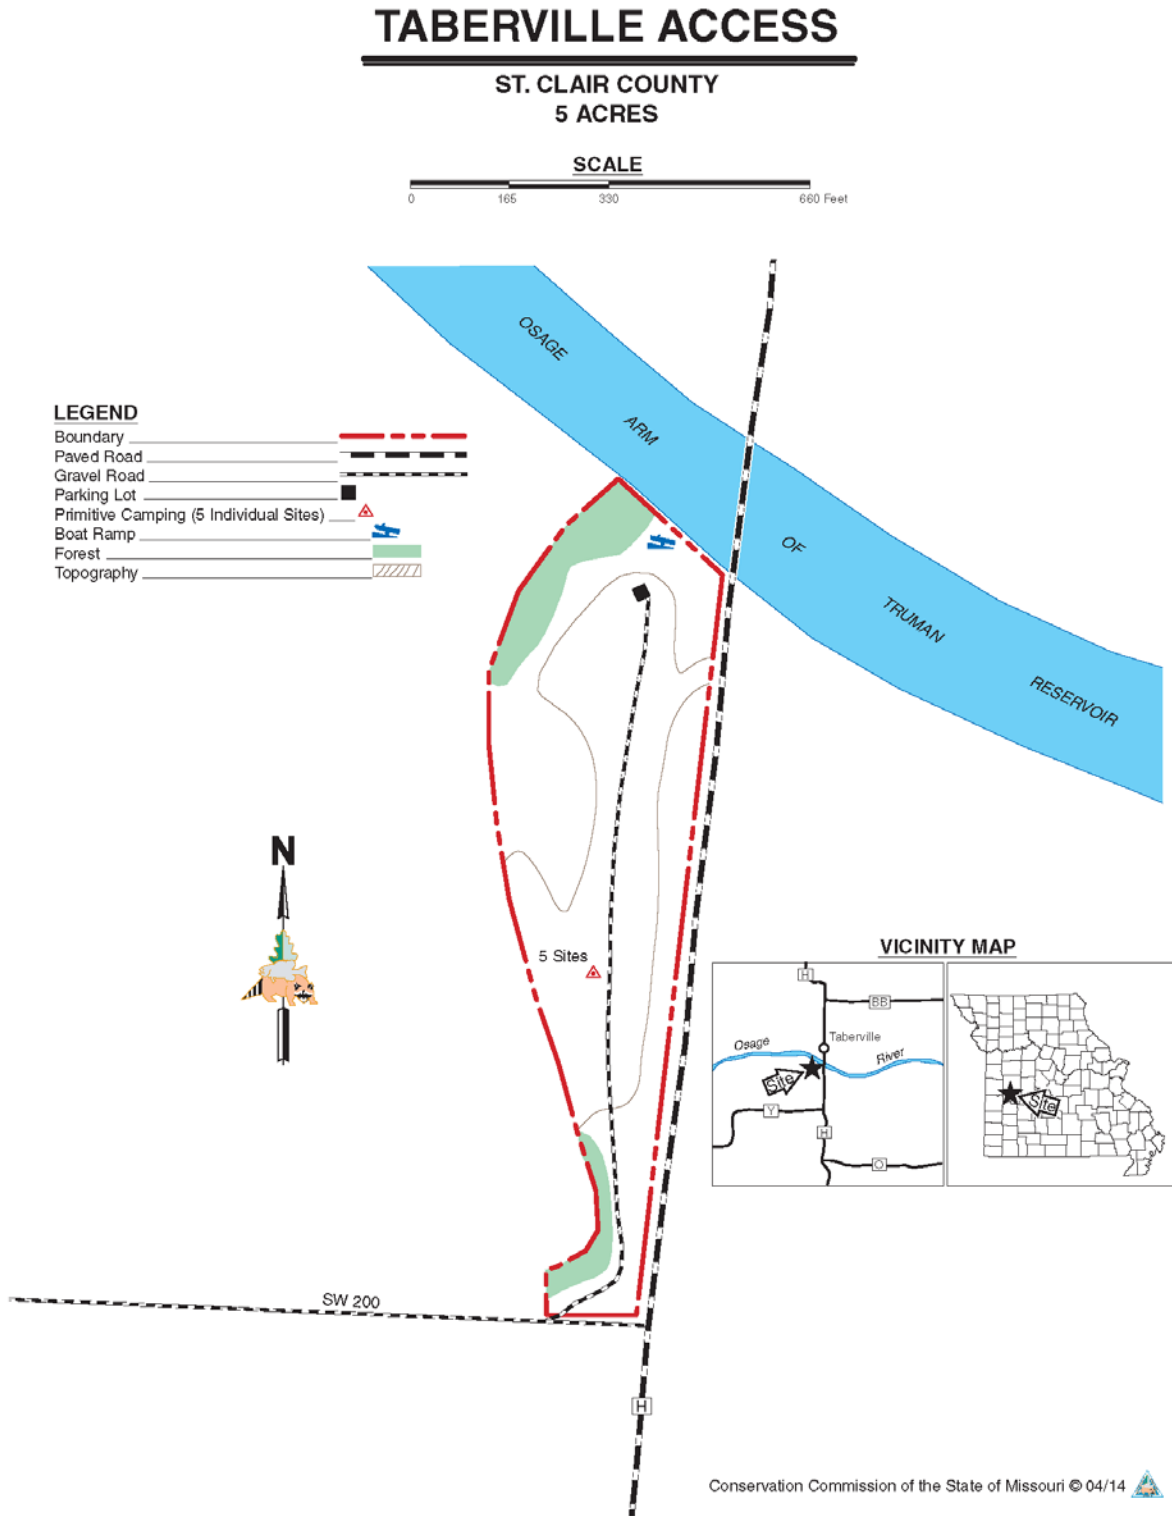 TABERVILLE ACCESS
ST. CLAIR COUNTY
5 ACRES
SCALE
0 165 330 660 Feet
OSAGE ARM OF TRUMAN RESERVOIR
LEGEND
Boundary
Paved Road
Gravel Road
Parking Lot
Primitive Camping (5 Individual Sites)
Boat Ramp
Forest
Topography
N
5 Sites
VICINITY MAP
H
BB
Taberville
Osage River
Site
Y
H
O
Site
SW 200
H
Conservation Commission of the State of Missouri © 04/14